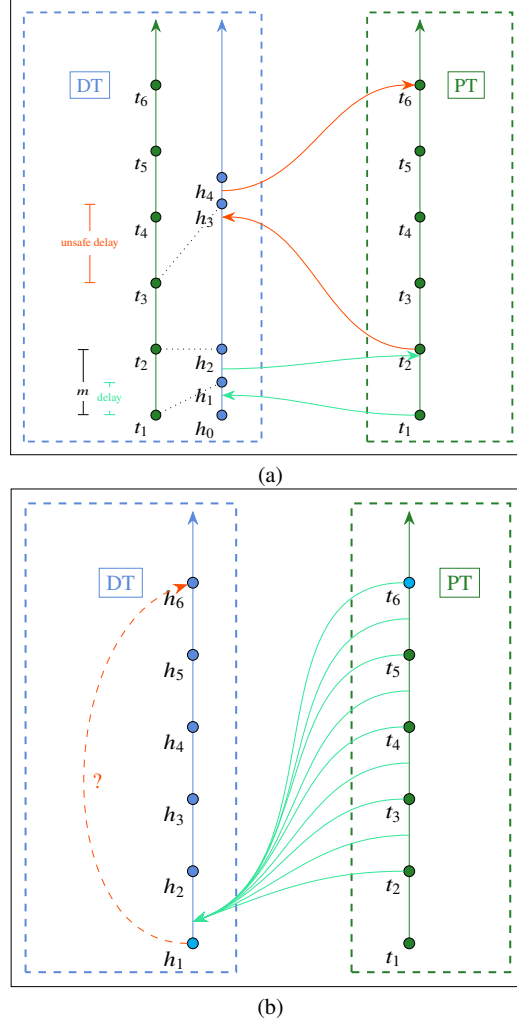 DT
PT
t₆
t₆
t₅
t₅
h₄
t₄
h₃
t₄
unsafe delay
t₃
t₃
t₂
h₂
t₂
m
delay
h₁
t₁
h₀
t₁
(a)
DT
PT
h₆
t₆
h₅
t₅
h₄
t₄
?
h₃
t₃
h₂
t₂
h₁
t₁
(b)